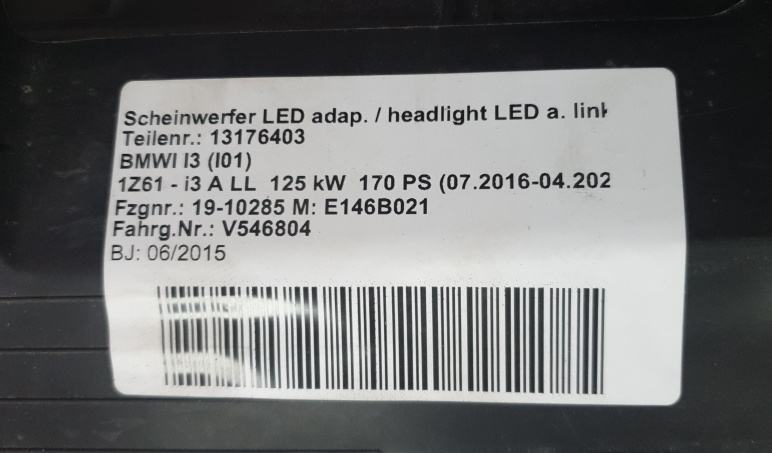 Scheinwerfer LED adap. / headlight LED a. link
Teilenr.: 13176403
BMWI I3 (I01)
1Z61 - i3 A LL 125 kW 170 PS (07.2016-04.202
Fzgnr.: 19-10285 M: E146B021
Fahrg.Nr.: V546804
BJ: 06/2015